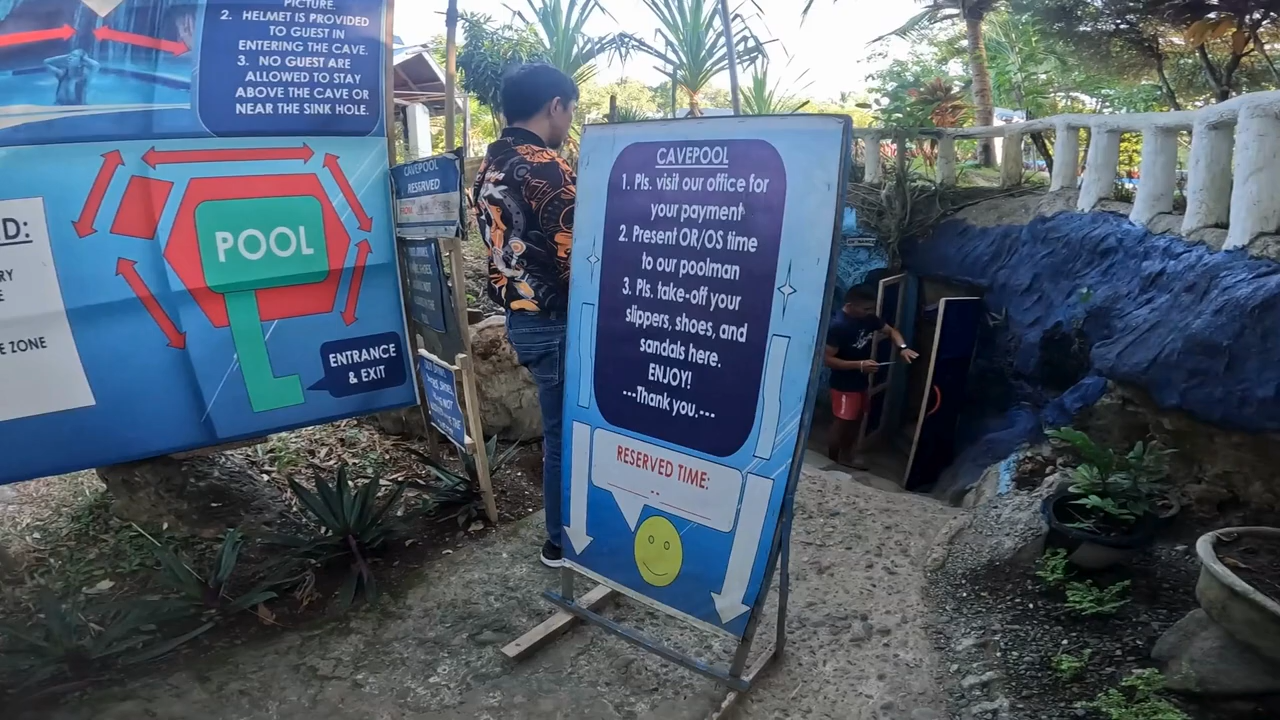 PICTURE.
2. HELMET IS PROVIDED
TO GUEST IN
ENTERING THE CAVE.
3. NO GUEST ARE
ALLOWED TO STAY
ABOVE THE CAVE OR
NEAR THE SINK HOLE.
D:
RY
E
E ZONE
POOL
ENTRANCE
& EXIT
CAVEPOOL
RESERVED
FROM
CAVEPOOL
1. Pls. visit our office for
your payment
2. Present OR/OS time
to our poolman
3. Pls. take-off your
slippers, shoes, and
sandals here.
ENJOY!
---Thank you.---
RESERVED TIME: